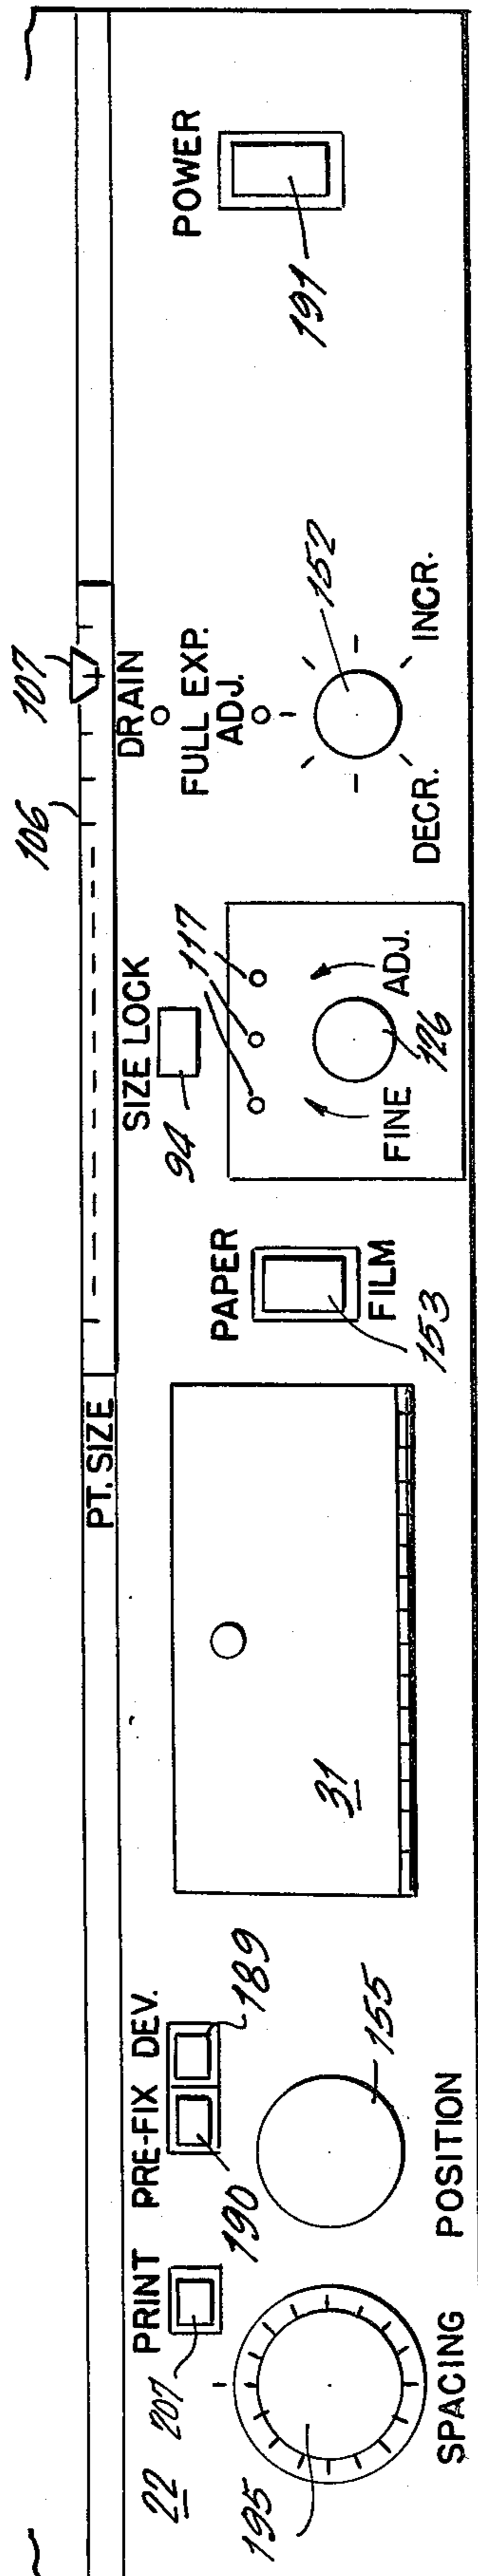 106 107
PT. SIZE
PRINT PRE-FIX DEV.
SIZE LOCK
DRAIN
POWER
22 207
190 189
94 117
FULL EXP.
ADJ.
PAPER
195
155
31
153
FILM
FINE ADJ.
126
152
191
DECR. INCR.
SPACING POSITION